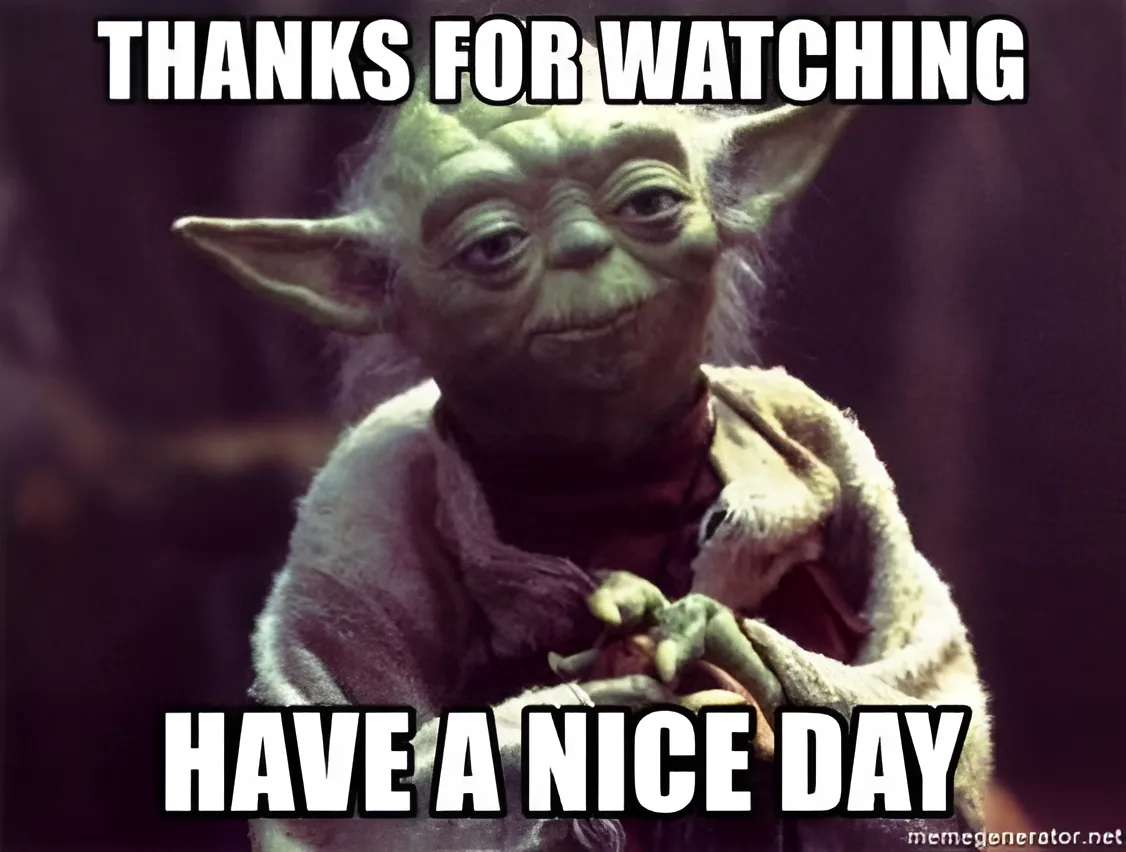 THANKS FOR WATCHING
HAVE A NICE DAY
memegenerator.net